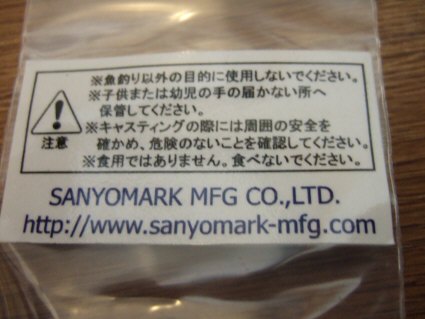 ※魚釣り以外の目的に使用しないでください。
※子供または幼児の手の届かない所へ
保管してください。
※キャスティングの際には周囲の安全を
確かめ、危険のないことを確認してください。
※食用ではありません。食べないでください。
注意
SANYOMARK MFG CO.,LTD.
http://www.sanyomark-mfg.com